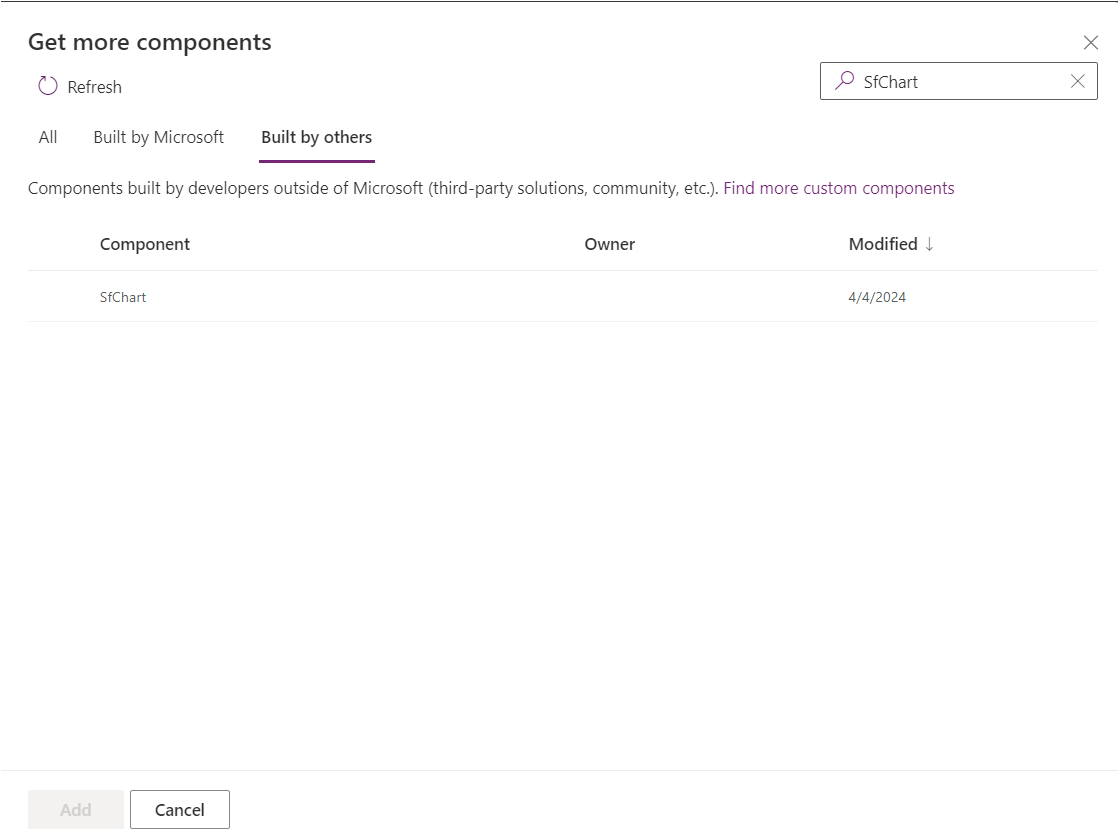 Get more components
Refresh
SfChart
All Built by Microsoft Built by others
Components built by developers outside of Microsoft (third-party solutions, community, etc.). Find more custom components
Component Owner Modified ↓
SfChart 4/4/2024
Add Cancel